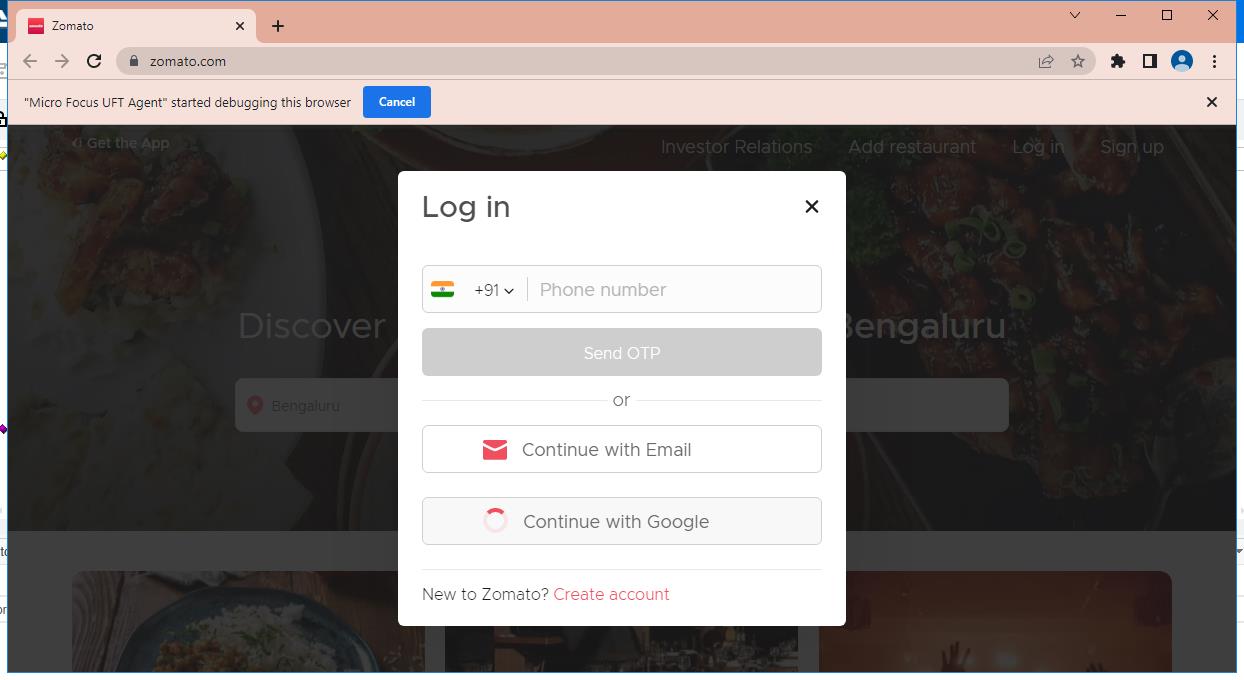 Zomato
zomato.com
"Micro Focus UFT Agent" started debugging this browser
Cancel
Get the App
Investor Relations
Add restaurant
Log in
Sign up
Log in
+91
Phone number
Discover
Bengaluru
Send OTP
Bengaluru
or
Continue with Email
Continue with Google
New to Zomato? Create account